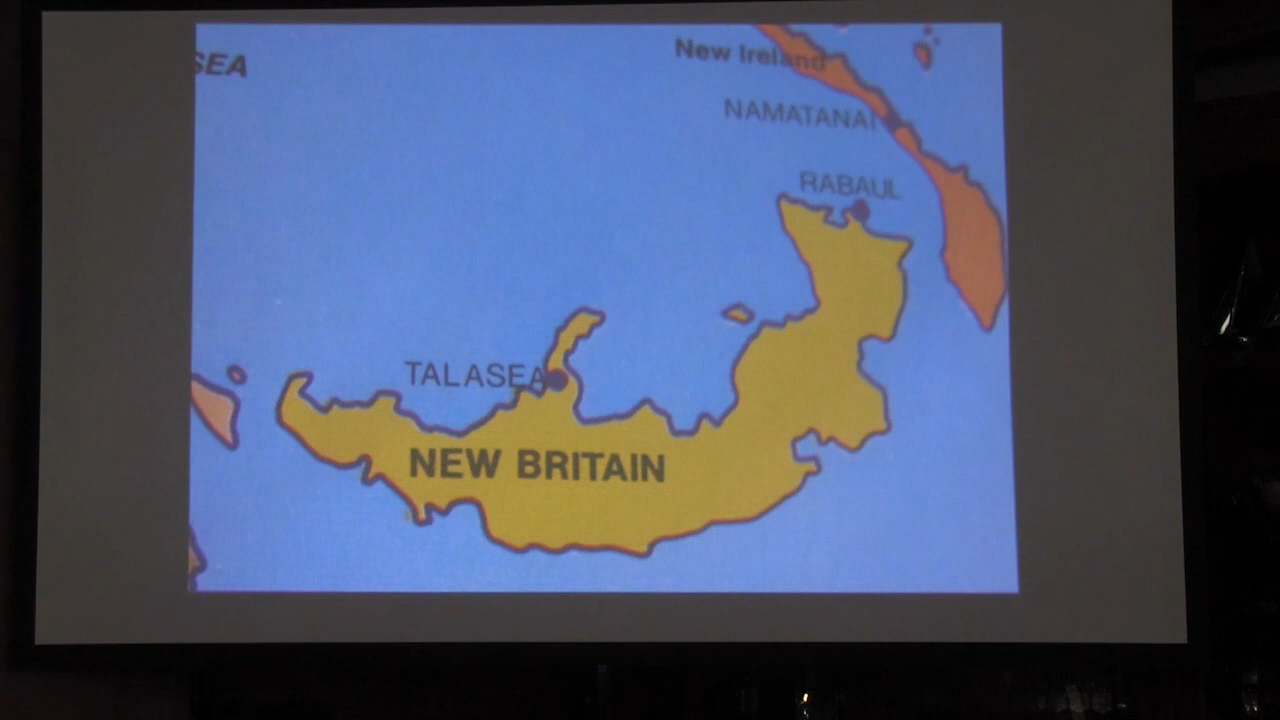 SEA
New Ireland
NAMATANAI
RABAUL
TALASEA
NEW BRITAIN